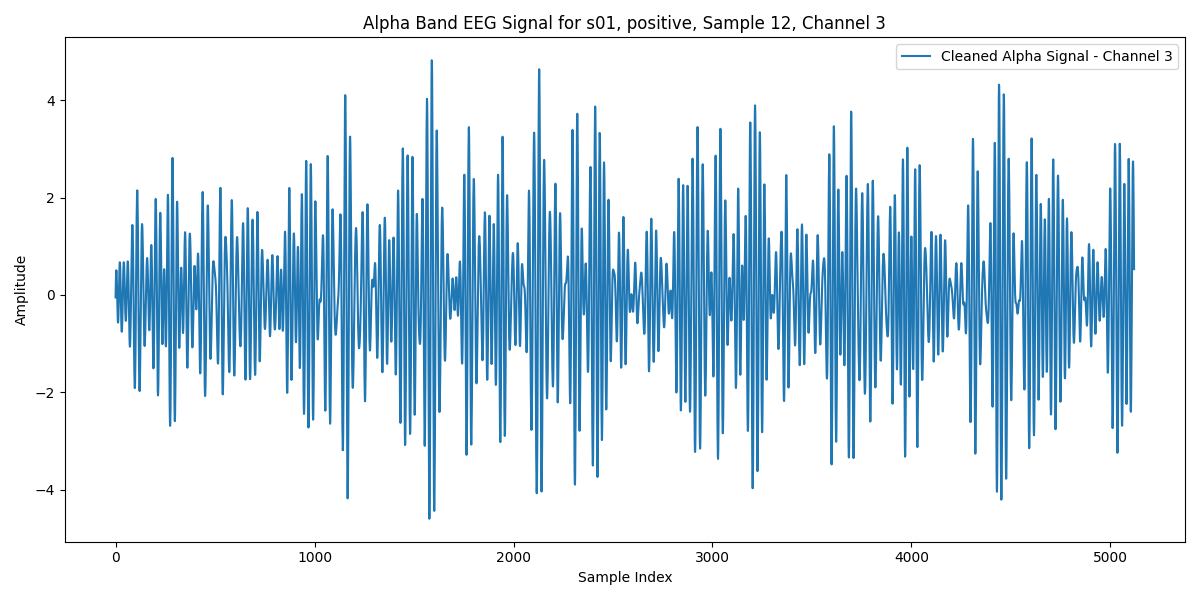 Alpha Band EEG Signal for s01, positive, Sample 12, Channel 3
Cleaned Alpha Signal - Channel 3
Amplitude
4
2
0
−2
−4
0 1000 2000 3000 4000 5000
Sample Index